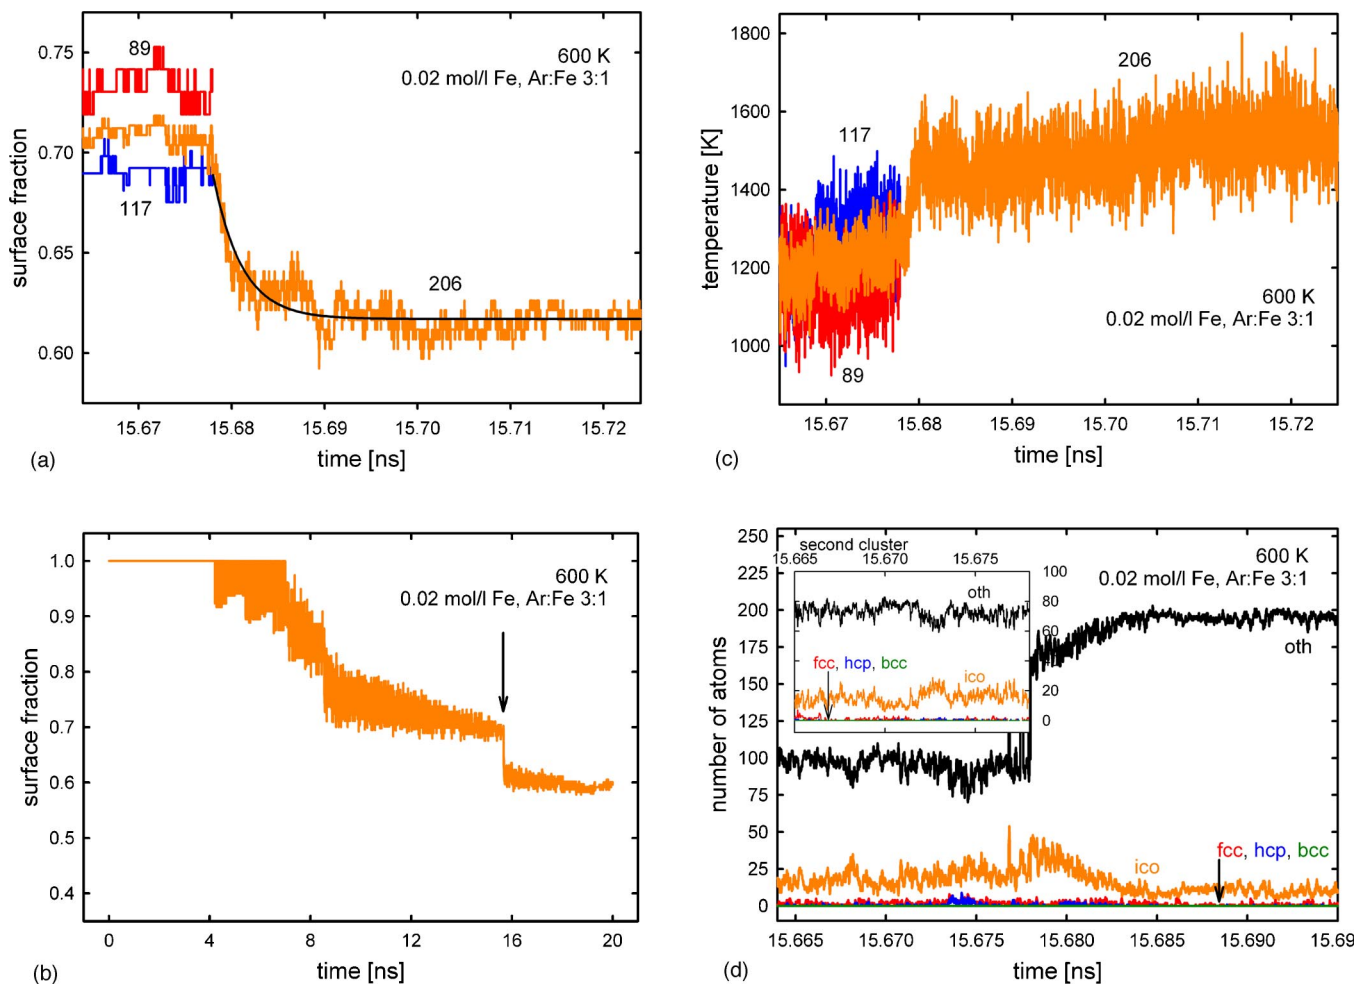 0.75
0.70
0.65
0.60
surface fraction
89
117
206
600 K
0.02 mol/l Fe, Ar:Fe 3:1
15.67 15.68 15.69 15.70 15.71 15.72
time [ns]
(a)
1800
1600
1400
1200
1000
temperature [K]
206
117
89
600 K
0.02 mol/l Fe, Ar:Fe 3:1
15.67 15.68 15.69 15.70 15.71 15.72
time [ns]
(c)
1.0
0.9
0.8
0.7
0.6
0.5
0.4
surface fraction
600 K
0.02 mol/l Fe, Ar:Fe 3:1
0 4 8 12 16 20
time [ns]
(b)
250
225
200
175
150
125
100
75
50
25
0
number of atoms
second cluster
15.665 15.670 15.675
100
80
60
40
20
0
oth
fcc, hcp, bcc
ico
600 K
0.02 mol/l Fe, Ar:Fe 3:1
oth
ico
fcc, hcp, bcc
15.665 15.670 15.675 15.680 15.685 15.690 15.69
time [ns]
(d)